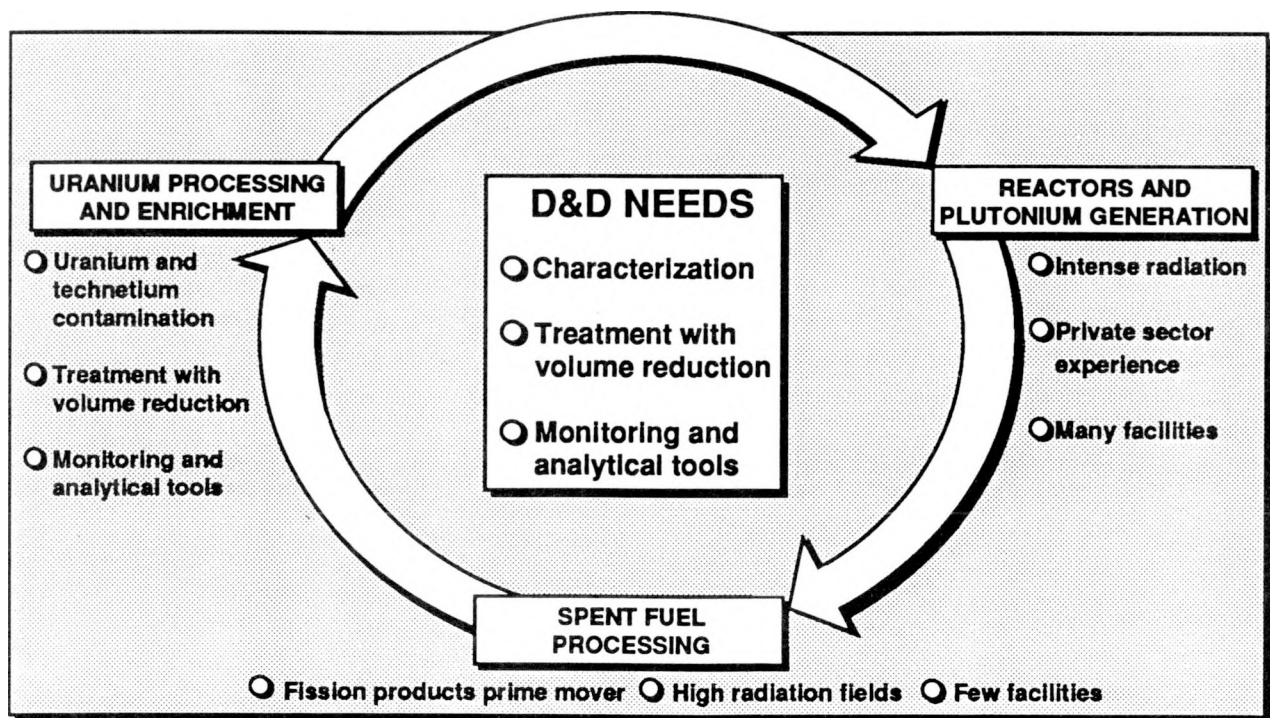 URANIUM PROCESSING
AND ENRICHMENT
Uranium and
technetium
contamination
Treatment with
volume reduction
Monitoring and
analytical tools
D&D NEEDS
Characterization
Treatment with
volume reduction
Monitoring and
analytical tools
REACTORS AND
PLUTONIUM GENERATION
Intense radiation
Private sector
experience
Many facilities
SPENT FUEL
PROCESSING
Fission products prime mover
High radiation fields
Few facilities